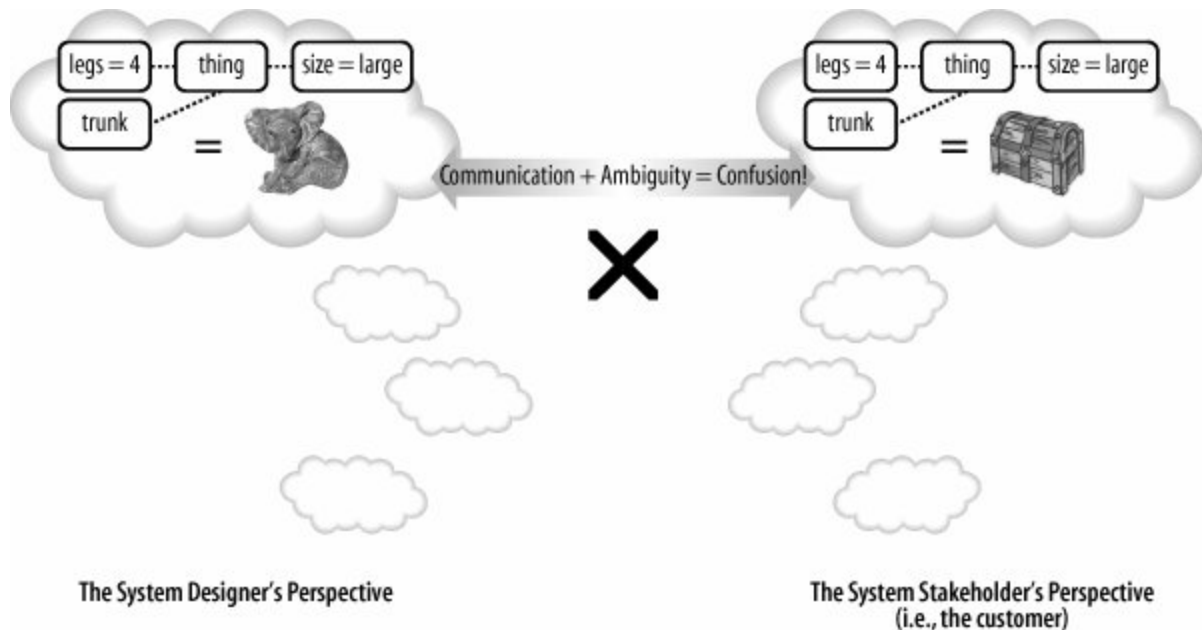 legs = 4
thing
size = large
trunk
=
legs = 4
thing
size = large
trunk
=
Communication + Ambiguity = Confusion!
The System Designer’s Perspective
The System Stakeholder’s Perspective
(i.e., the customer)